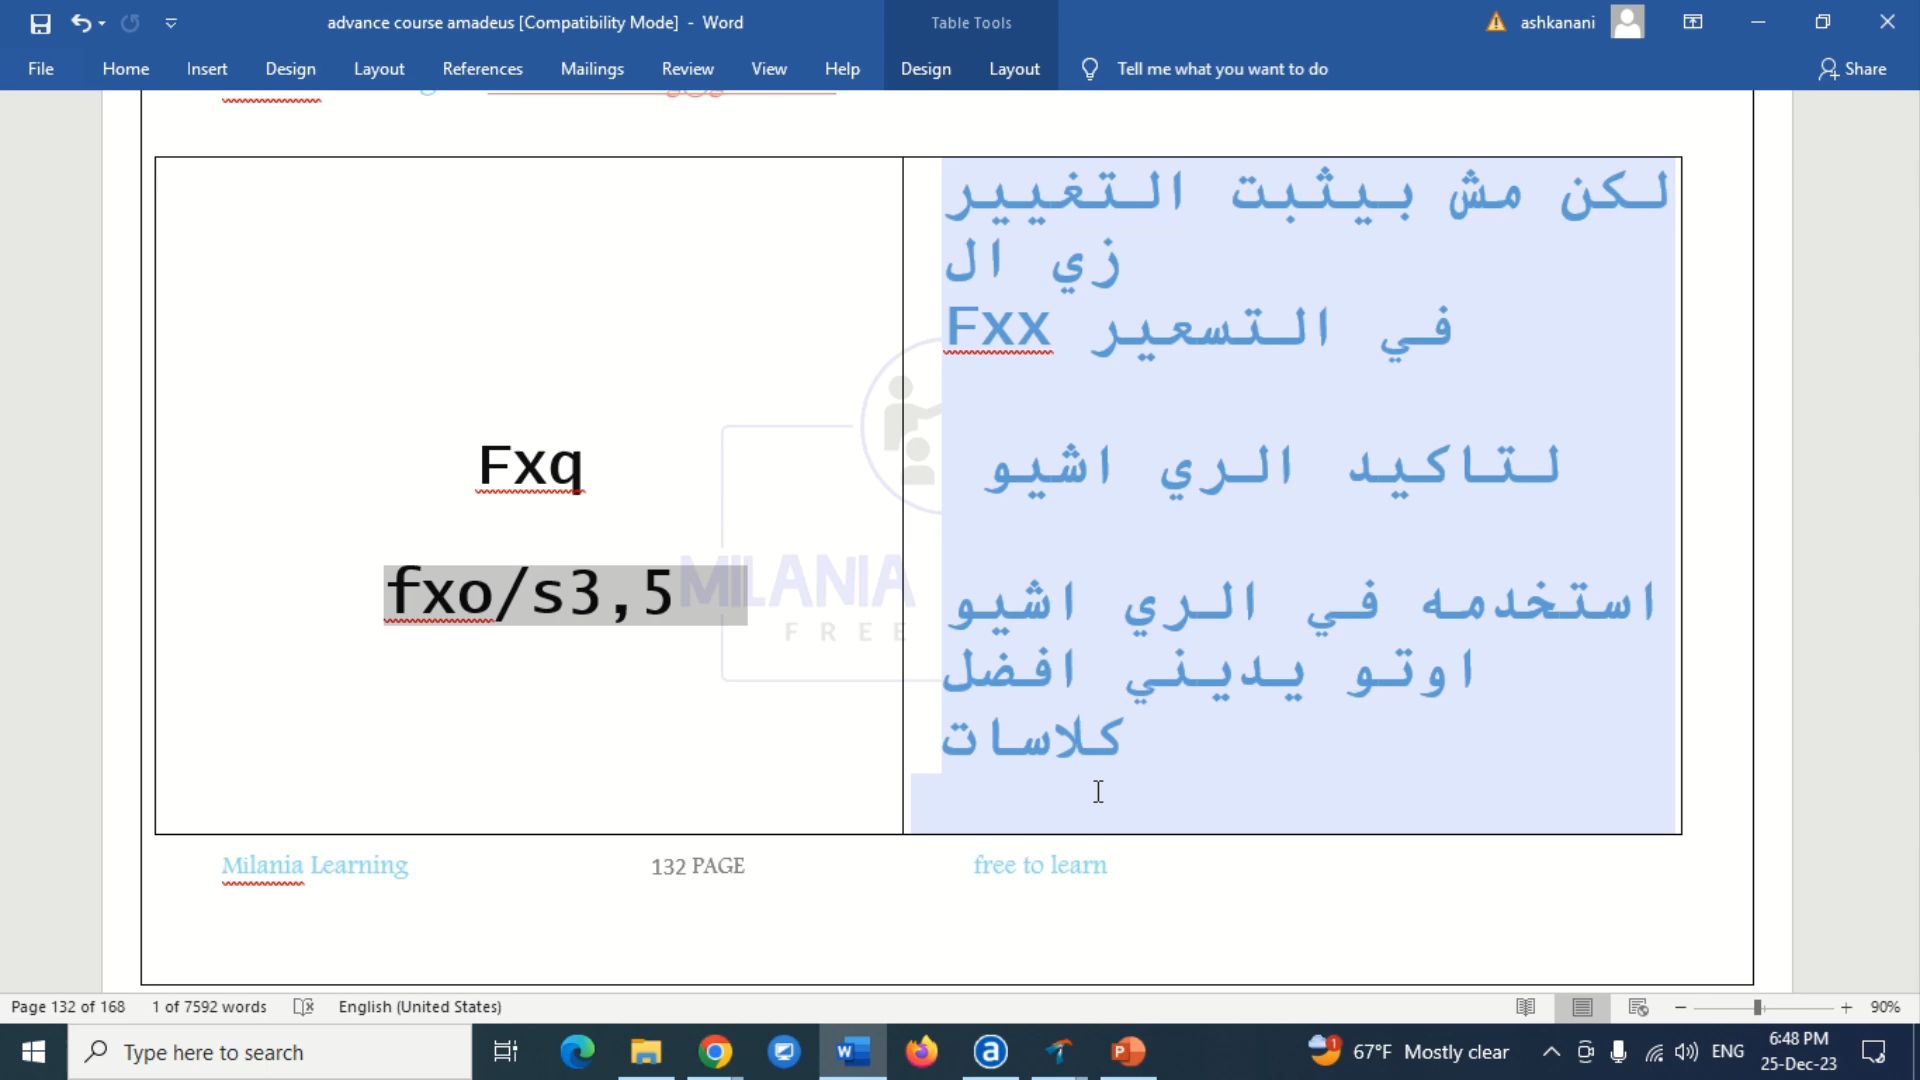 advance course amadeus [Compatibility Mode] - Word
Table Tools
ashkanani
File Home Insert Design Layout References Mailings Review View Help Design Layout Tell me what you want to do Share
لكن مش بيثبت التغيير
زي ال
Fxx في التسعير
Fxq
لتاكيد الري اشيو
fxo/s3,5
استخدمه في الري اشيو
اوتو يديني افضل
كلاسات
MILANIA
FREE
Milania Learning 132 PAGE free to learn
Page 132 of 168 1 of 7592 words English (United States) 90%
Type here to search
67°F Mostly clear ENG
6:48 PM
25-Dec-23